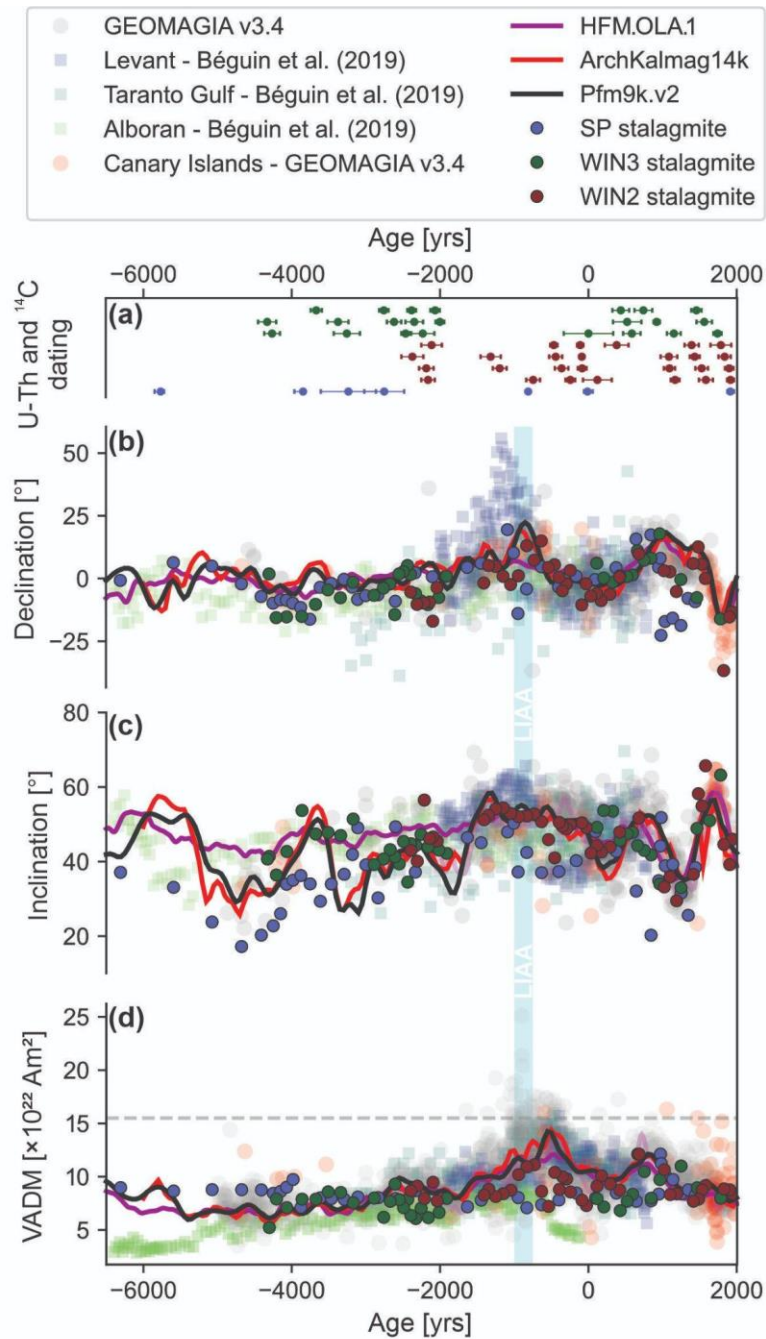 GEOMAGIA v3.4
Levant - Béguin et al. (2019)
Taranto Gulf - Béguin et al. (2019)
Alboran - Béguin et al. (2019)
Canary Islands - GEOMAGIA v3.4
HFM.OLA.1
ArchKalmag14k
Pfm9k.v2
SP stalagmite
WIN3 stalagmite
WIN2 stalagmite
Age [yrs]
−6000 −4000 −2000 0 2000
U-Th and ¹⁴C
dating
(a)
(b)
Declination [°]
50
25
0
−25
LIAA
(c)
Inclination [°]
80
60
40
20
LIAA
(d)
VADM [×10²² Am²]
25
20
15
10
5
−6000 −4000 −2000 0 2000
Age [yrs]